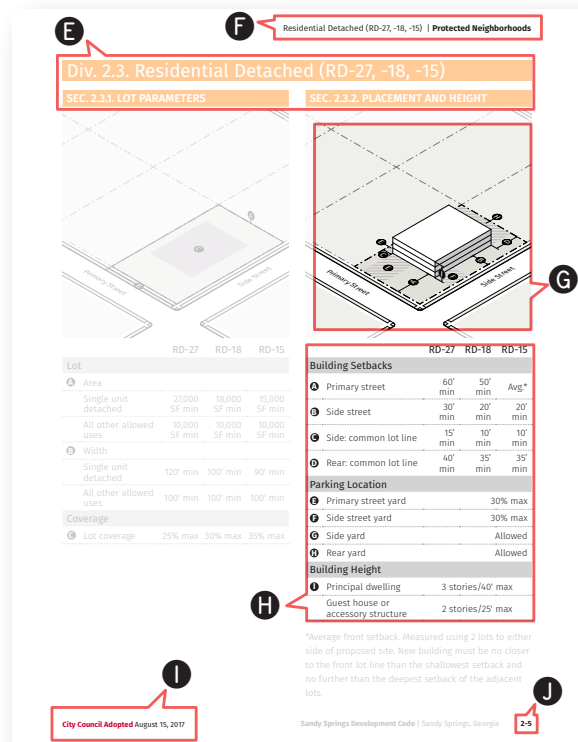 E
F
Residential Detached (RD-27, -18, -15) | Protected Neighborhoods
Div. 2.3. Residential Detached (RD-27, -18, -15)
SEC. 2.3.1. LOT PARAMETERS
SEC. 2.3.2. PLACEMENT AND HEIGHT
Primary Street
Side Street
C
Primary Street
Side Street
G
RD-27 RD-18 RD-15
Lot
A Area
Single unit detached 27,000 SF min 18,000 SF min 15,000 SF min
All other allowed uses 10,000 SF min 10,000 SF min 10,000 SF min
B Width
Single unit detached 120' min 100' min 90' min
All other allowed uses 100' min 100' min 100' min
Coverage
C Lot coverage 25% max 30% max 35% max
RD-27 RD-18 RD-15
Building Setbacks
A Primary street 60' min 50' min Avg.*
B Side street 30' min 20' min 20' min
C Side: common lot line 15' min 10' min 10' min
D Rear: common lot line 40' min 35' min 35' min
Parking Location
E Primary street yard 30% max
F Side street yard 30% max
G Side yard Allowed
H Rear yard Allowed
Building Height
I Principal dwelling 3 stories/40' max
Guest house or accessory structure 2 stories/25' max
H
*Average front setback. Measured using 2 lots to either
side of proposed site. New building must be no closer
to the front lot line than the shallowest setback and
no further than the deepest setback of the adjacent
lots.
I
J
City Council Adopted August 15, 2017
Sandy Springs Development Code | Sandy Springs, Georgia
2-5